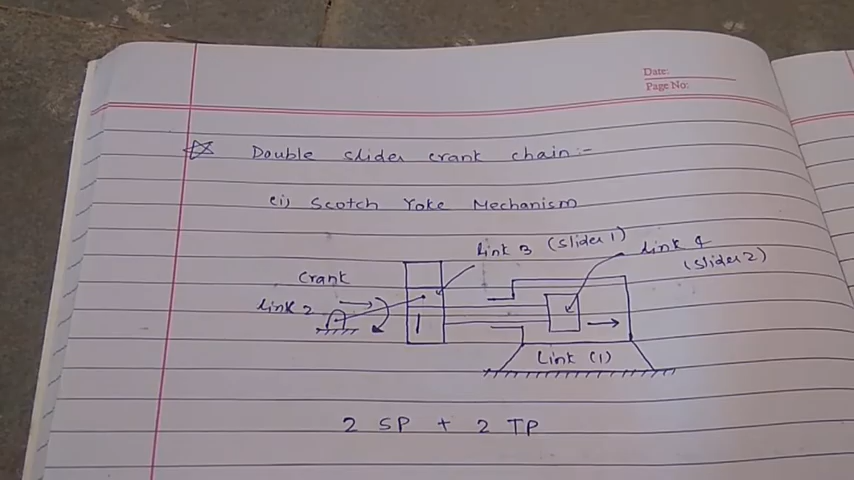 Date:
Page No:
Double slider crank chain:-
(i) Scotch Yoke Mechanism
Link 3 (Slider 1)
Link 4
(Slider 2)
Crank
Link 2
Link (1)
2 SP + 2 TP